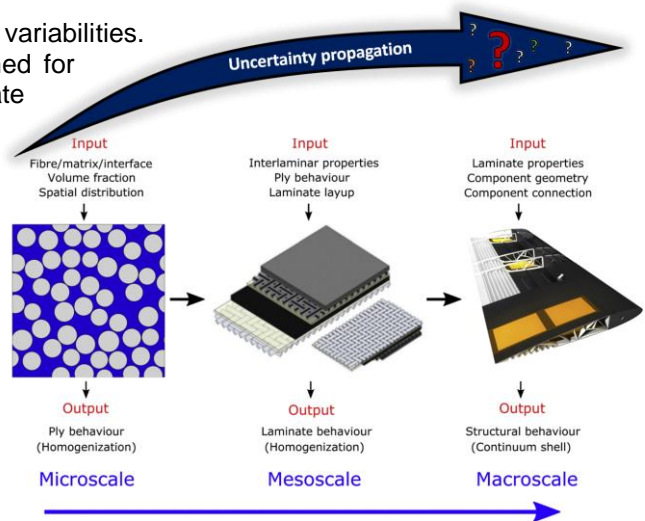 variabilities.
ned for
ate
Uncertainty propagation
? ? ? ? ? ?
Input
Fibre/matrix/interface
Volume fraction
Spatial distribution
Input
Interlaminar properties
Ply behaviour
Laminate layup
Input
Laminate properties
Component geometry
Component connection
Output
Ply behaviour
(Homogenization)
Output
Laminate behaviour
(Homogenization)
Output
Structural behaviour
(Continuum shell)
Microscale
Mesoscale
Macroscale